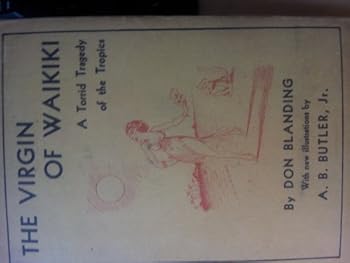 THE VIRGIN
OF WAIKIKI
A Torrid Tragedy
of the Tropics
By DON BLANDING
With new illustrations by
A. B. BUTLER, Jr.